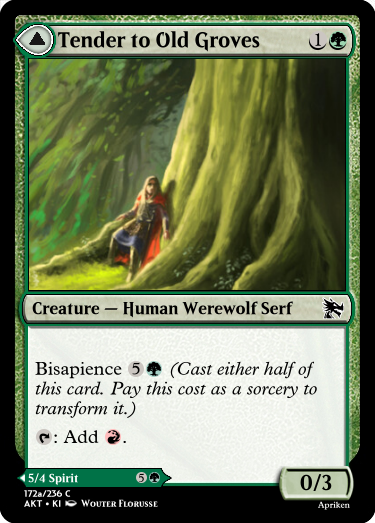 Tender to Old Groves 1
Creature — Human Werewolf Serf
Bisapience 5 (Cast either half of
this card. Pay this cost as a sorcery to
transform it.)
: Add .
5/4 Spirit 5
0/3
172a/236 C
AKT • KI Wouter Florusse
Apriken